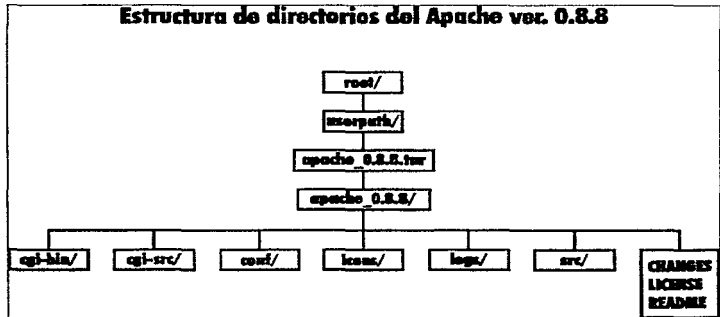 Estructura de directorios del Apache ver. 0.8.8
root/
userpath/
apache_0.8.8.tar
apache_0.8.8/
cgi-bin/
cgi-src/
conf/
icons/
logs/
src/
CHANGES
LICENSE
README